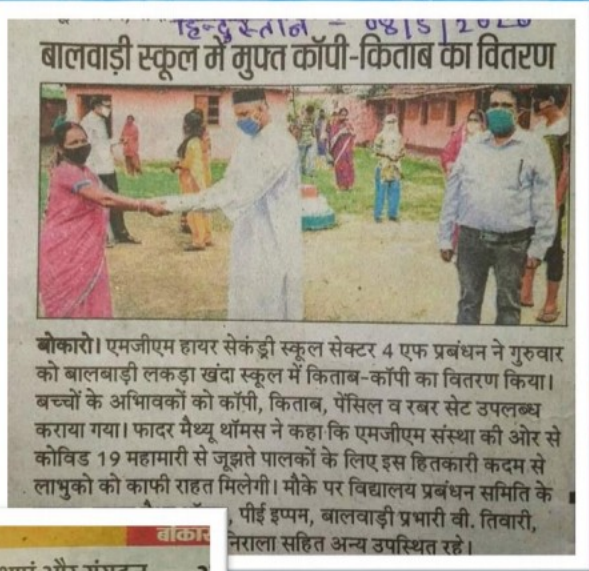 हिन्दुस्तान - 08/5/2020
बालवाड़ी स्कूल में मुफ्त कॉपी-किताब का वितरण
बोकारो। एमजीएम हायर सेकंड्री स्कूल सेक्टर 4 एफ प्रबंधन ने गुरुवार
को बालबाड़ी लकड़ा खंदा स्कूल में किताब-कॉपी का वितरण किया।
बच्चों के अभिावकों को कॉपी, किताब, पेंसिल व रबर सेट उपलब्ध
कराया गया। फादर मैथ्यू थॉमस ने कहा कि एमजीएम संस्था की ओर से
कोविड 19 महामारी से जूझते पालकों के लिए इस हितकारी कदम से
लाभुको को काफी राहत मिलेगी। मौके पर विद्यालय प्रबंधन समिति के
, पीई इप्पम, बालवाड़ी प्रभारी वी. तिवारी,
निराला सहित अन्य उपस्थित रहे।